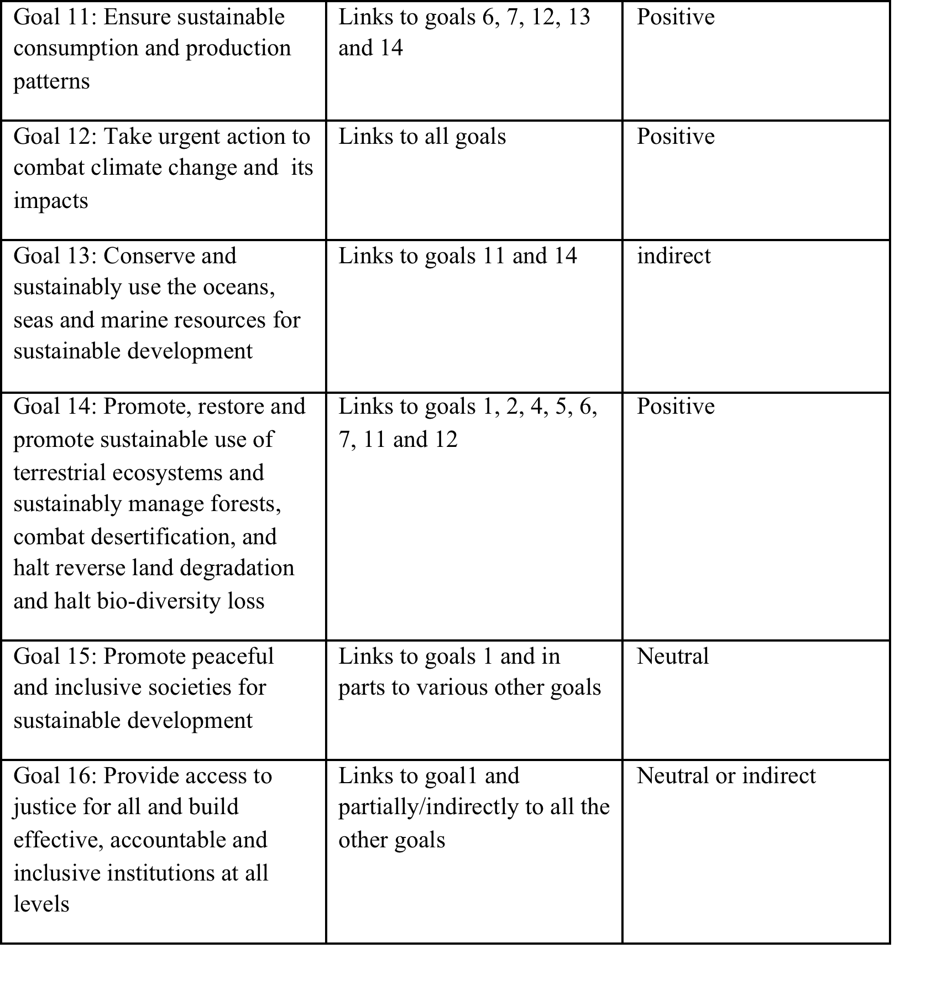 Goal 11: Ensure sustainable
consumption and production
patterns
Links to goals 6, 7, 12, 13
and 14
Positive
Goal 12: Take urgent action to
combat climate change and  its
impacts
Links to all goals
Positive
Goal 13: Conserve and
sustainably use the oceans,
seas and marine resources for
sustainable development
Links to goals 11 and 14
indirect
Goal 14: Promote, restore and
promote sustainable use of
terrestrial ecosystems and
sustainably manage forests,
combat desertification, and
halt reverse land degradation
and halt bio-diversity loss
Links to goals 1, 2, 4, 5, 6,
7, 11 and 12
Positive
Goal 15: Promote peaceful
and inclusive societies for
sustainable development
Links to goals 1 and in
parts to various other goals
Neutral
Goal 16: Provide access to
justice for all and build
effective, accountable and
inclusive institutions at all
levels
Links to goal1 and
partially/indirectly to all the
other goals
Neutral or indirect